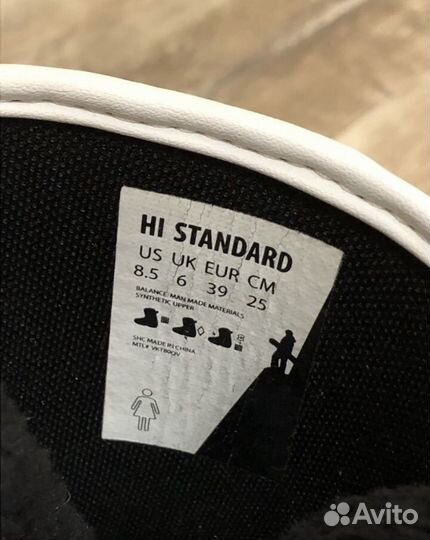 HI STANDARD
US UK EUR CM
8.5 6 39 25
BALANCE MAN MADE MATERIALS
SYNTHETIC UPPER
SHC MADE IN CHINA
MTL#
Avito